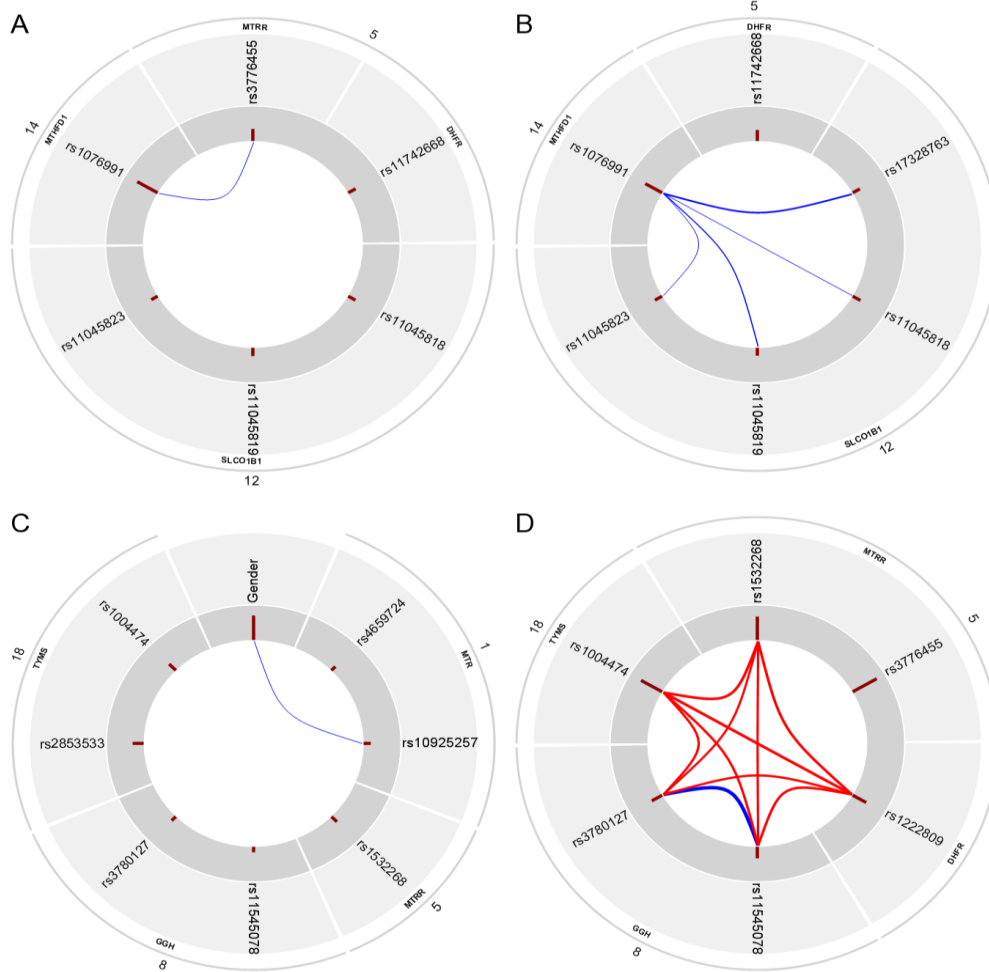 A
MTRR
5
rs3776455
14
MTHFD1
rs1076991
DHFR
rs11742668
rs11045823
rs11045818
rs11045819
SLCO1B1
12
B
5
DHFR
rs11742668
14
MTHFD1
rs1076991
rs17328763
rs11045823
rs11045818
rs11045819
SLCO1B1
12
C
Gender
rs1004474
rs4659724
18
TYMS
1
MTR
rs2853533
rs10925257
rs3780127
rs1532268
rs11545078
MTRR
5
GGH
8
D
MTRR
5
rs1532268
18
TYMS
rs1004474
rs3776455
rs3780127
rs1222809
DHFR
rs11545078
GGH
8